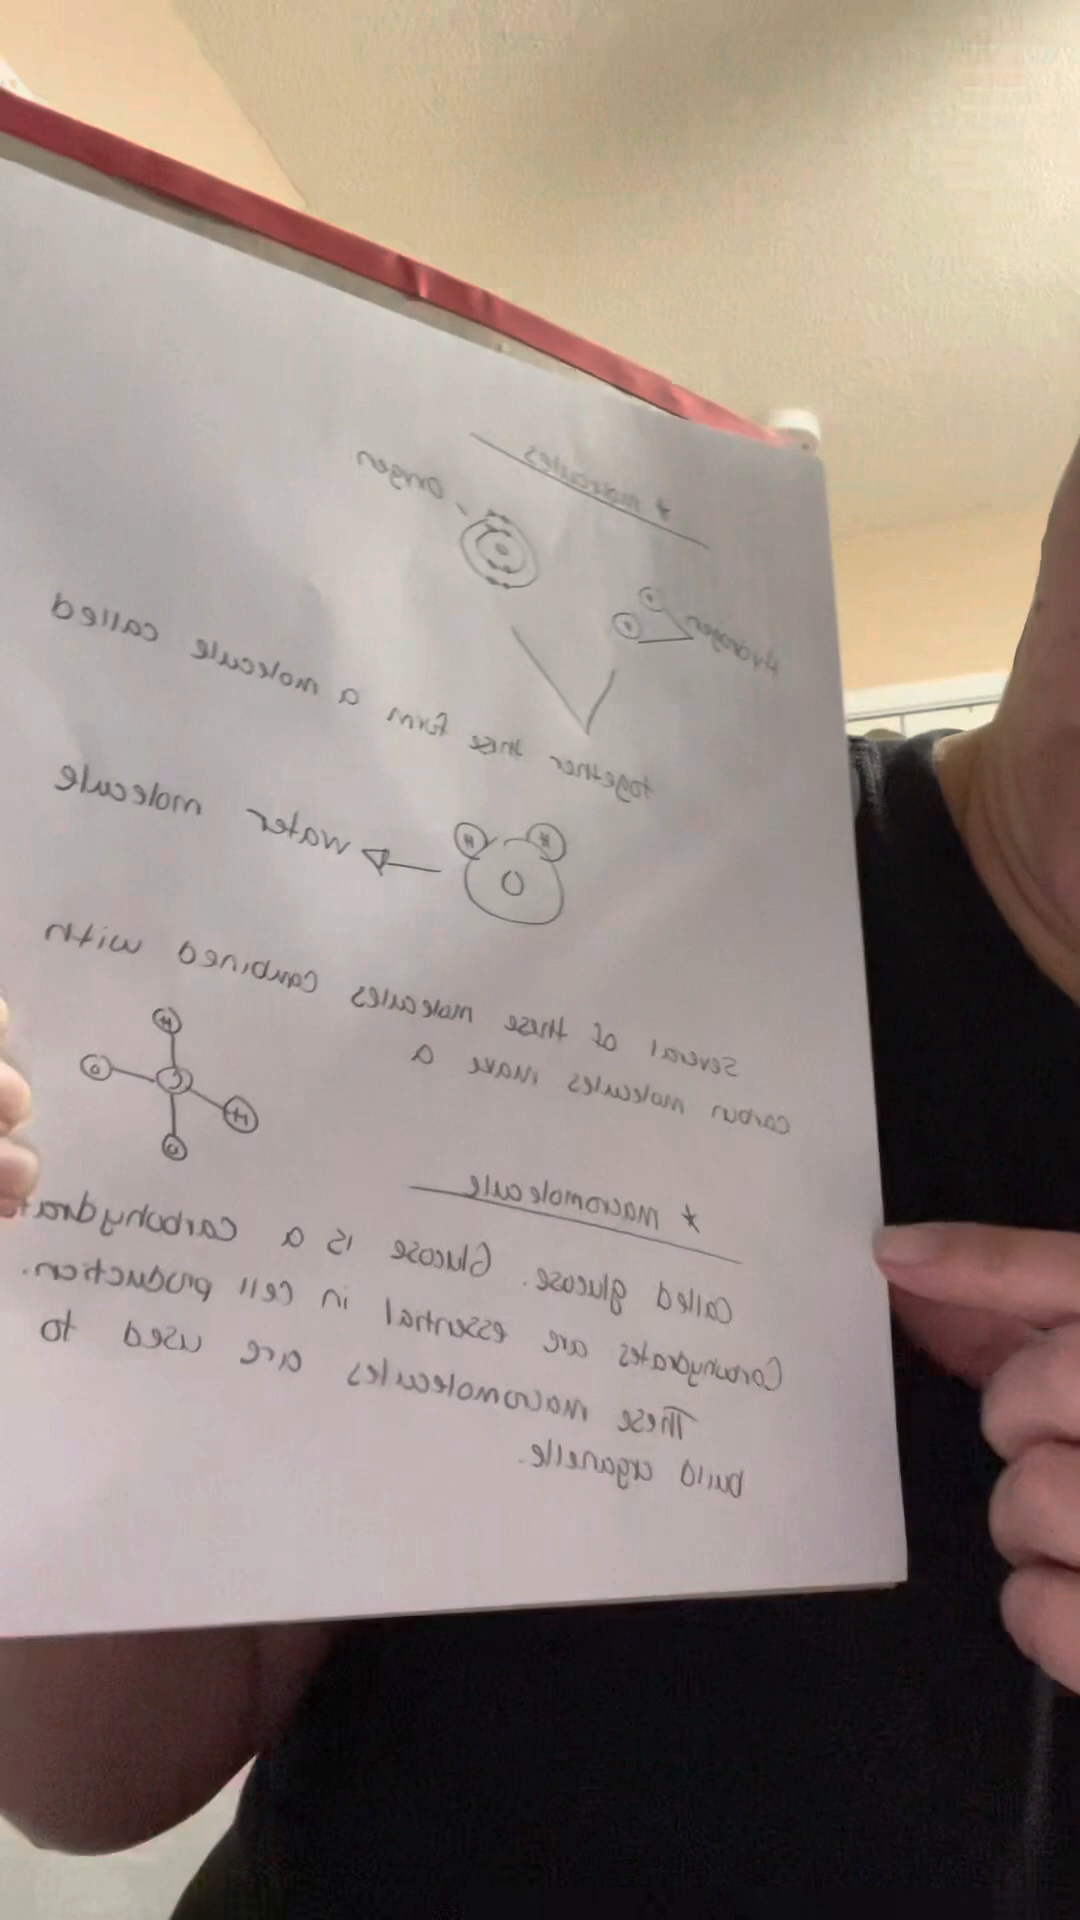 * molecules
oxygen
Hydrogen
together these form a molecule called
H H
O
water molecule
several of these molecules combined with
carbon molecules make a
H
O C H
O
* macromolecule
called glucose. Glucose is a carbohydrate
Carbohydrates are essential in cell production.
These macromolecules are used to
build organelle.